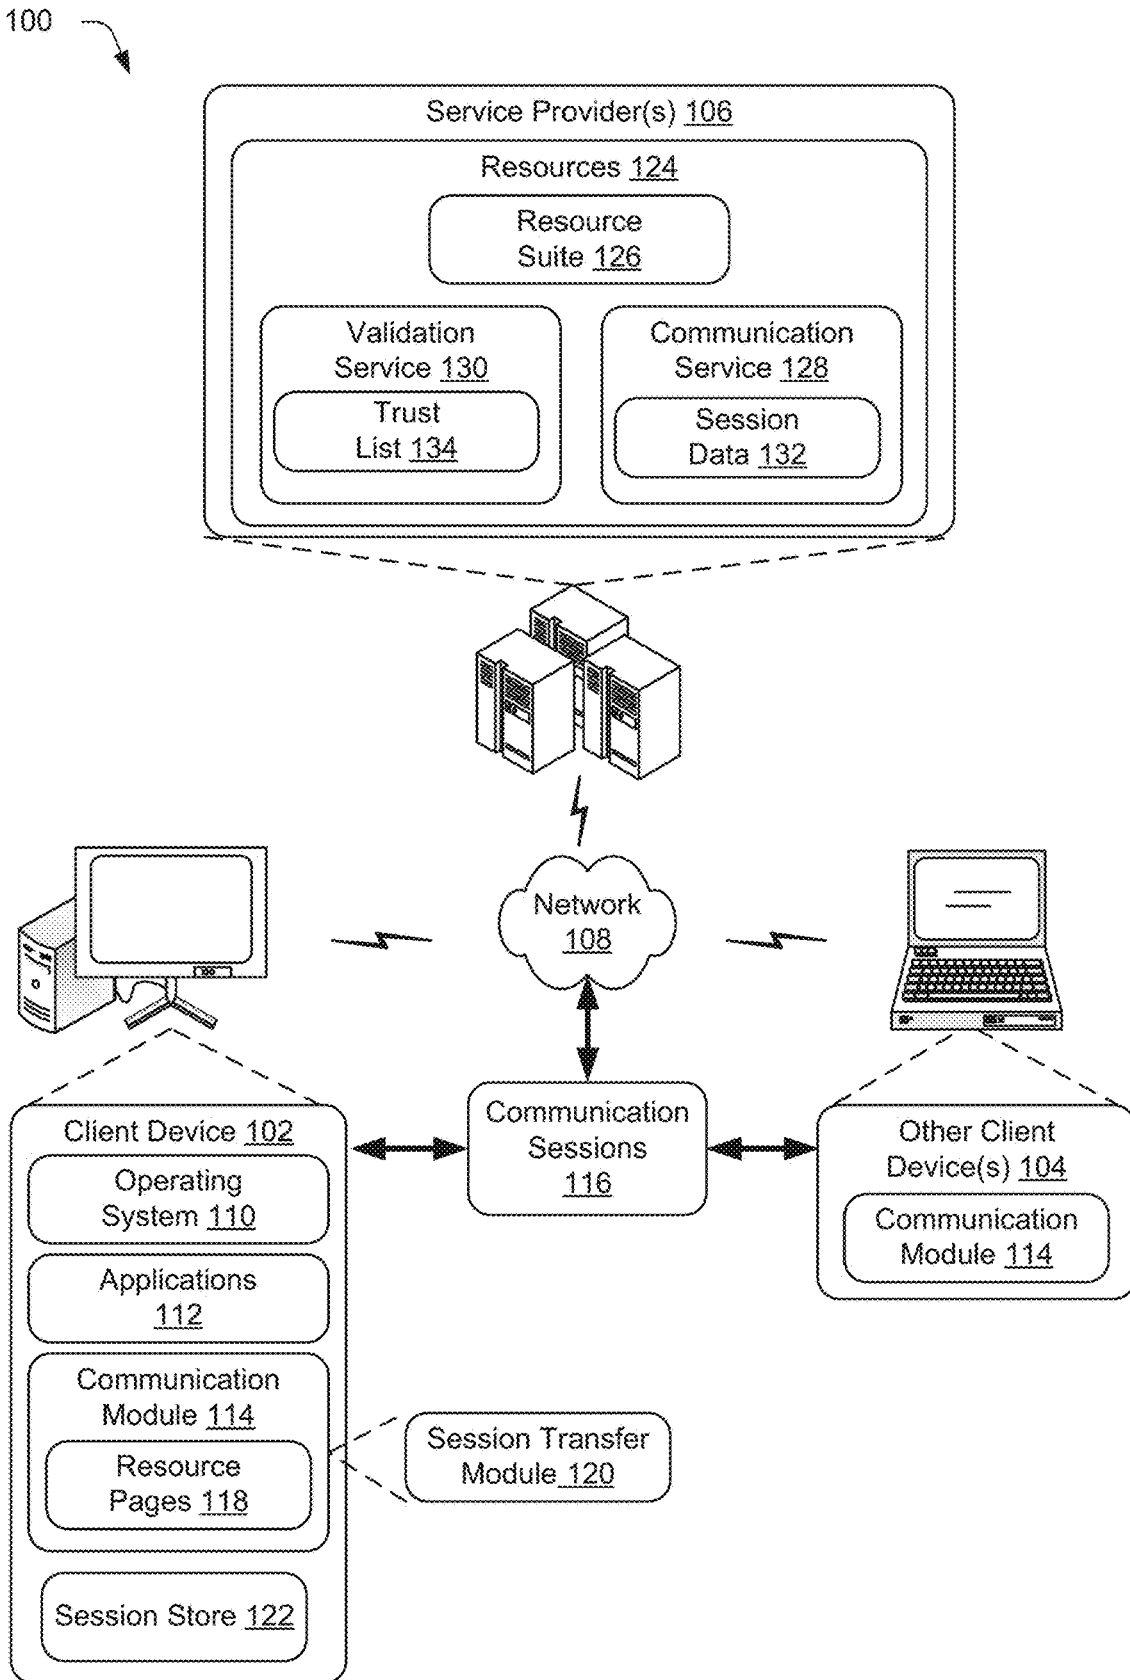 100
Service Provider(s) 106
Resources 124
Resource
Suite 126
Validation
Service 130
Trust
List 134
Communication
Service 128
Session
Data 132
Network
108
Client Device 102
Operating
System 110
Applications
112
Communication
Module 114
Resource
Pages 118
Session Store 122
Session Transfer
Module 120
Communication
Sessions
116
Other Client
Device(s) 104
Communication
Module 114